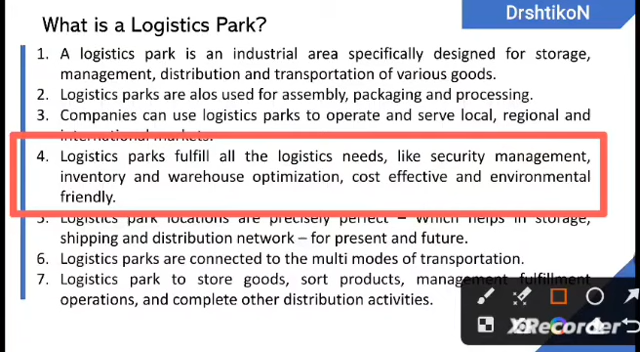 What is a Logistics Park?
DrshtikoN
1. A logistics park is an industrial area specifically designed for storage,
management, distribution and transportation of various goods.
2. Logistics parks are alos used for assembly, packaging and processing.
3. Companies can use logistics parks to operate and serve local, regional and
international markets.
4. Logistics parks fulfill all the logistics needs, like security management,
inventory and warehouse optimization, cost effective and environmental
friendly.
5. Logistics park locations are precisely perfect – Which helps in storage,
shipping and distribution network – for present and future.
6. Logistics parks are connected to the multi modes of transportation.
7. Logistics park to store goods, sort products, management fulfillment
operations, and complete other distribution activities.
XRecorder